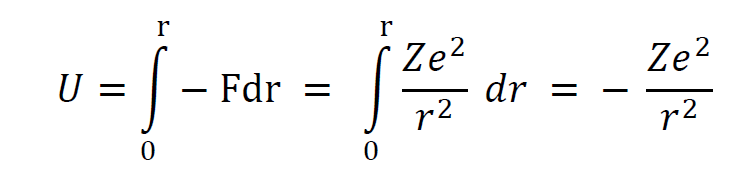 U = ∫₀ʳ − Fdr = ∫₀ʳ Ze²/r² dr = − Ze²/r²